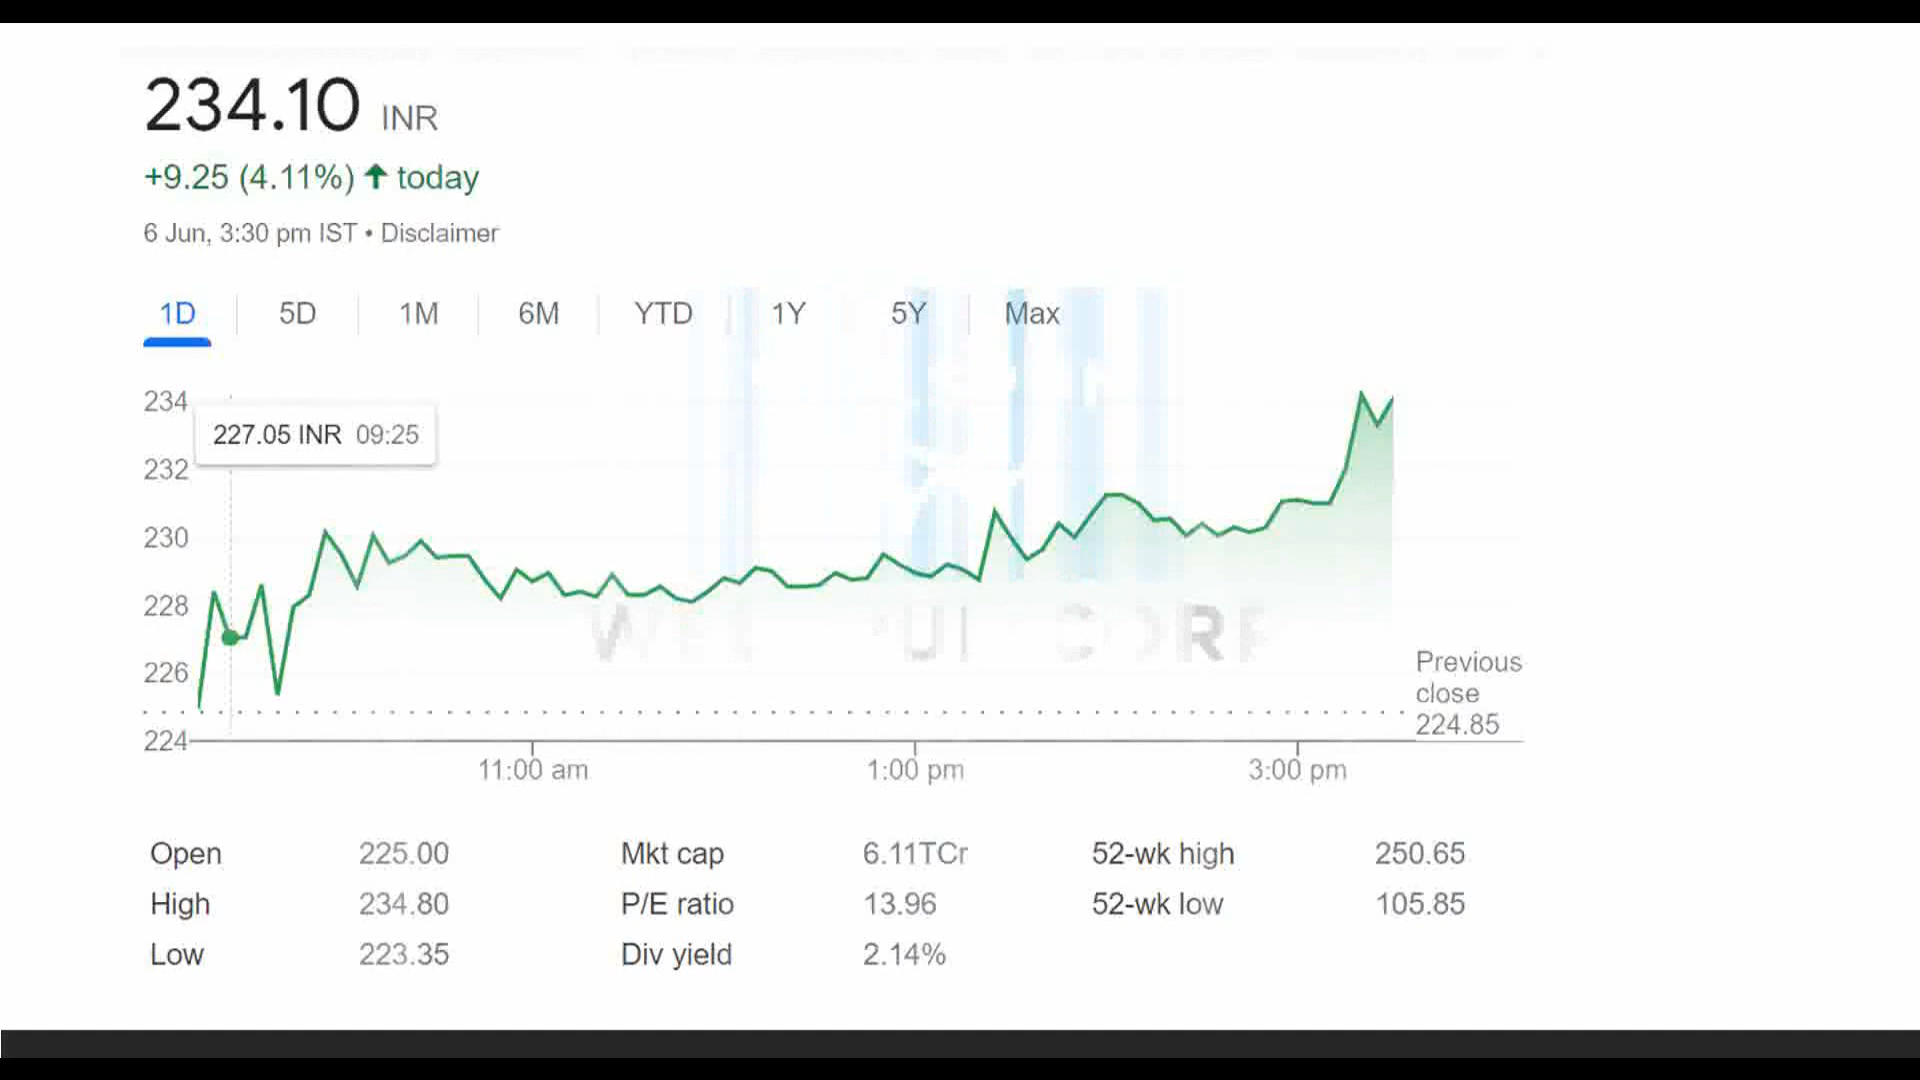 234.10 INR
+9.25 (4.11%) ↑ today
6 Jun, 3:30 pm IST • Disclaimer
1D 5D 1M 6M YTD 1Y 5Y Max
234
227.05 INR 09:25
232
230
228
226
Previous
close
224.85
224
11:00 am 1:00 pm 3:00 pm
Open 225.00 Mkt cap 6.11TCr 52-wk high 250.65
High 234.80 P/E ratio 13.96 52-wk low 105.85
Low 223.35 Div yield 2.14%